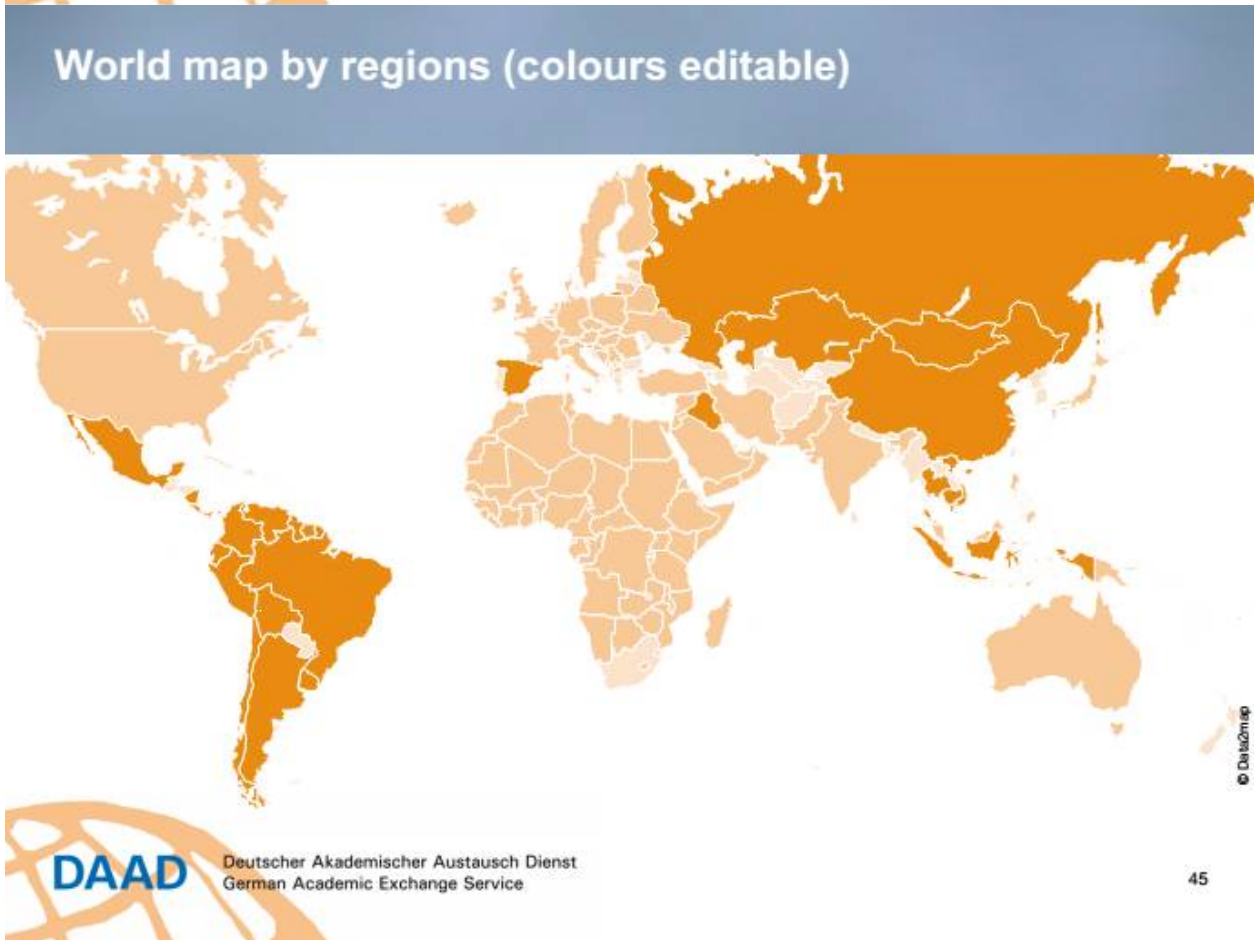 World map by regions (colours editable)
© Data2map
DAAD
Deutscher Akademischer Austausch Dienst
German Academic Exchange Service
45